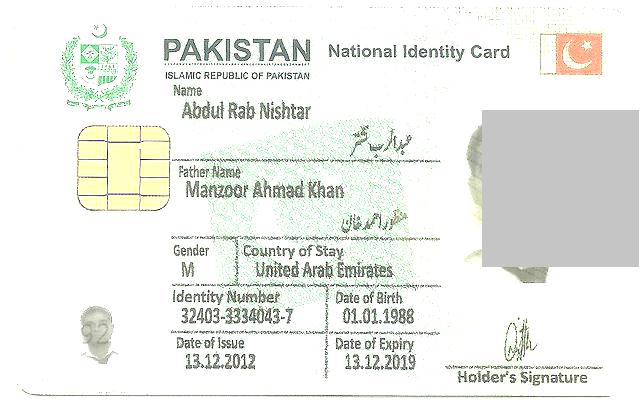 PAKISTAN National Identity Card
ISLAMIC REPUBLIC OF PAKISTAN
Name
Abdul Rab Nishtar
عبدالرب نشتر
Father Name
Manzoor Ahmad Khan
منظور احمد خان
Gender
Country of Stay
M
United Arab Emirates
Identity Number
Date of Birth
32403-3334043-7
01.01.1988
Date of Issue
Date of Expiry
13.12.2012
13.12.2019
Holder's Signature